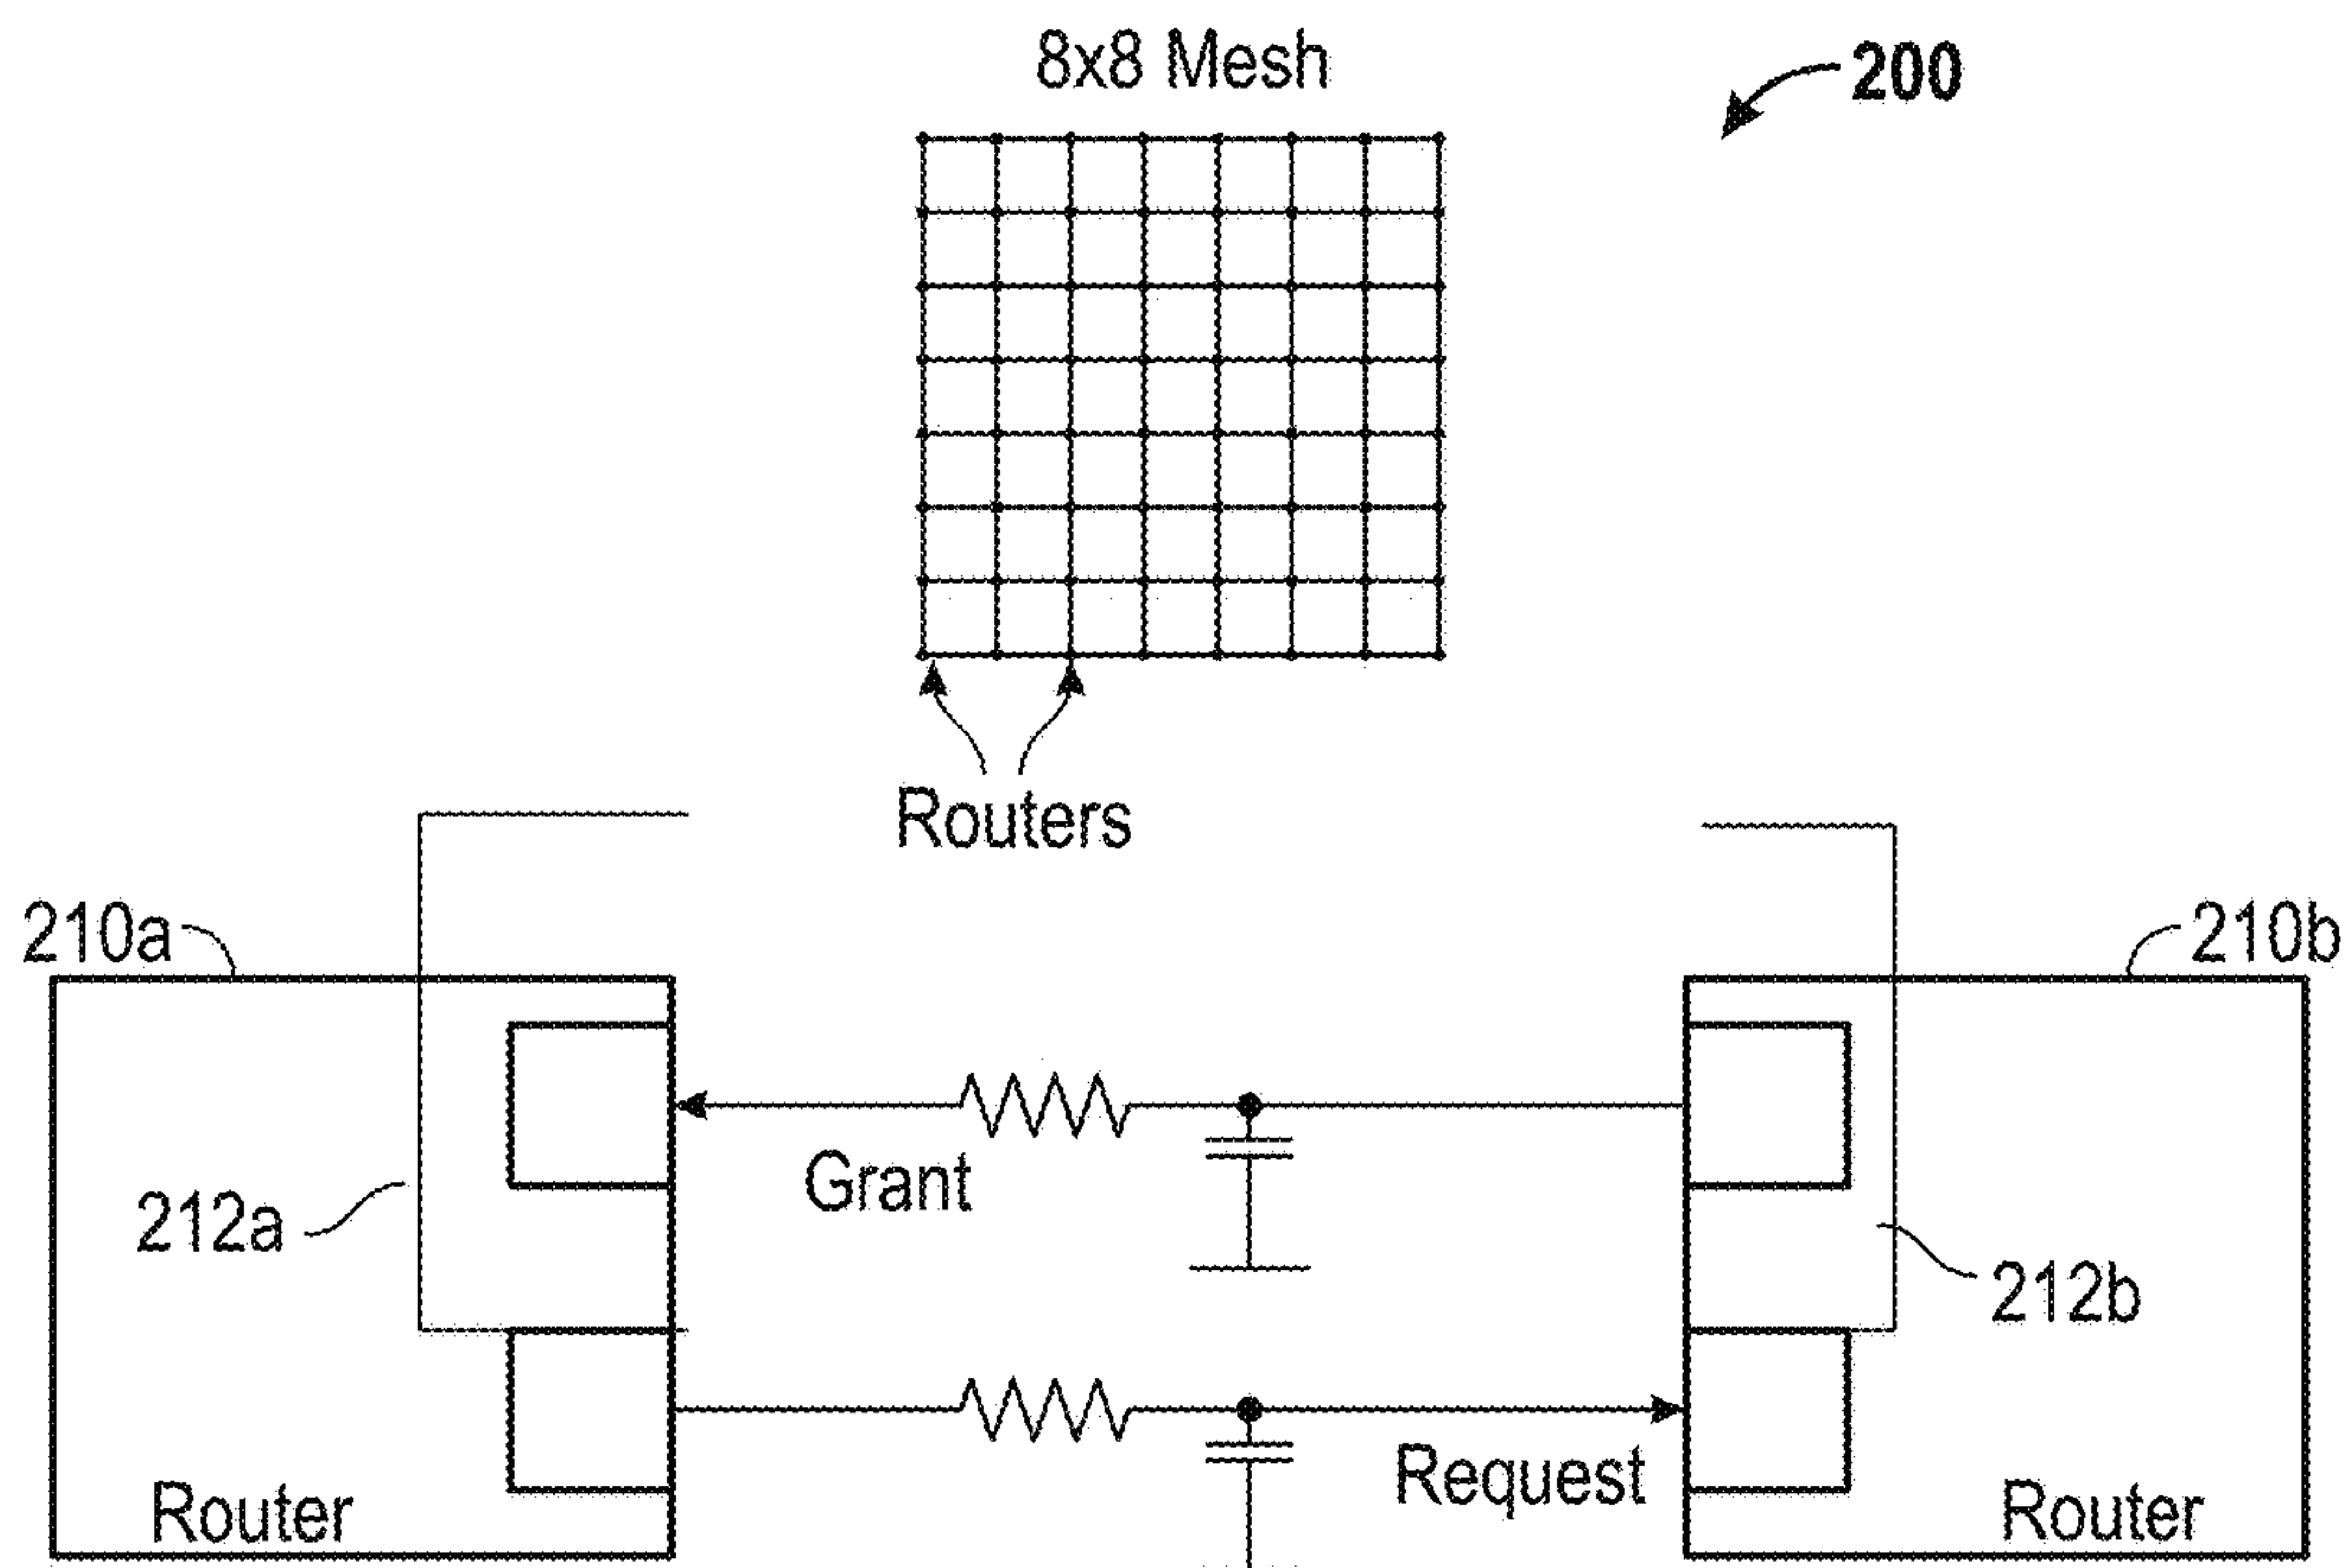 8x8 Mesh
200
Routers
210a
210b
Grant
212a
212b
Request
Router
Router